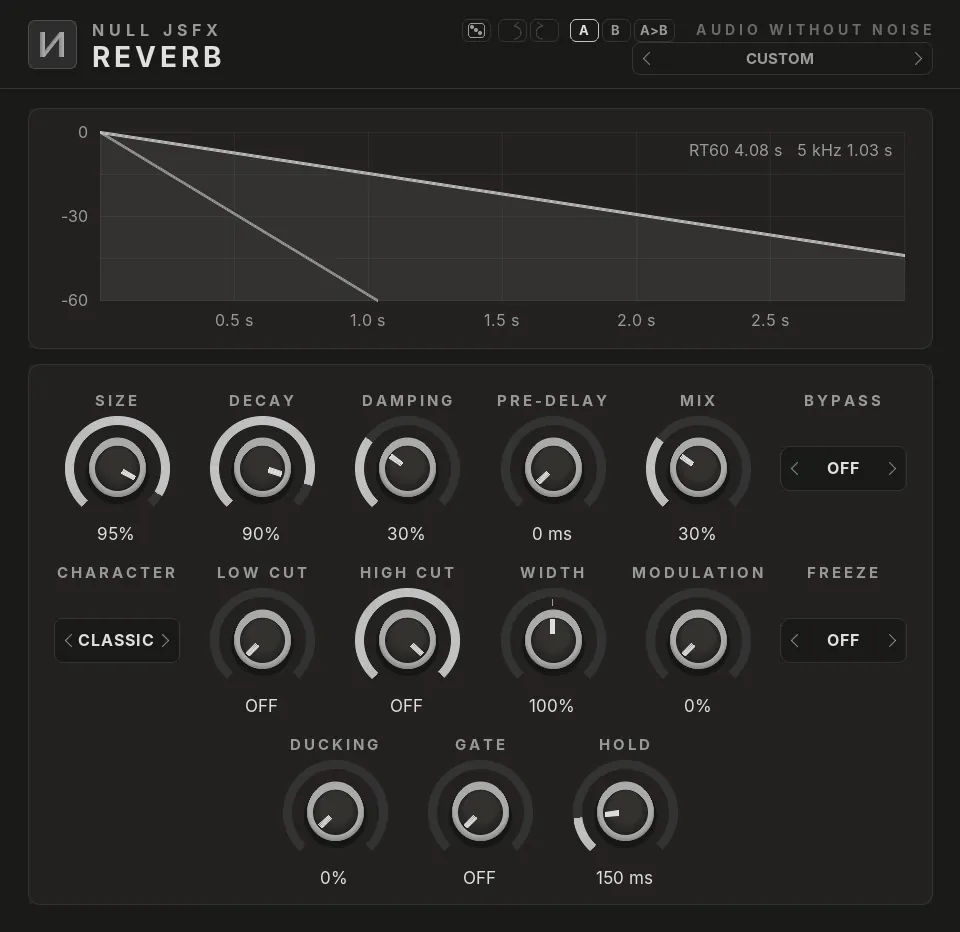 NULL JSFX
REVERB
A B A>B AUDIO WITHOUT NOISE
CUSTOM
0
-30
-60
RT60 4.08 s 5 kHz 1.03 s
0.5 s 1.0 s 1.5 s 2.0 s 2.5 s
SIZE DECAY DAMPING PRE-DELAY MIX BYPASS
OFF
95% 90% 30% 0 ms 30%
CHARACTER LOW CUT HIGH CUT WIDTH MODULATION FREEZE
CLASSIC OFF
OFF OFF 100% 0%
DUCKING GATE HOLD
0% OFF 150 ms